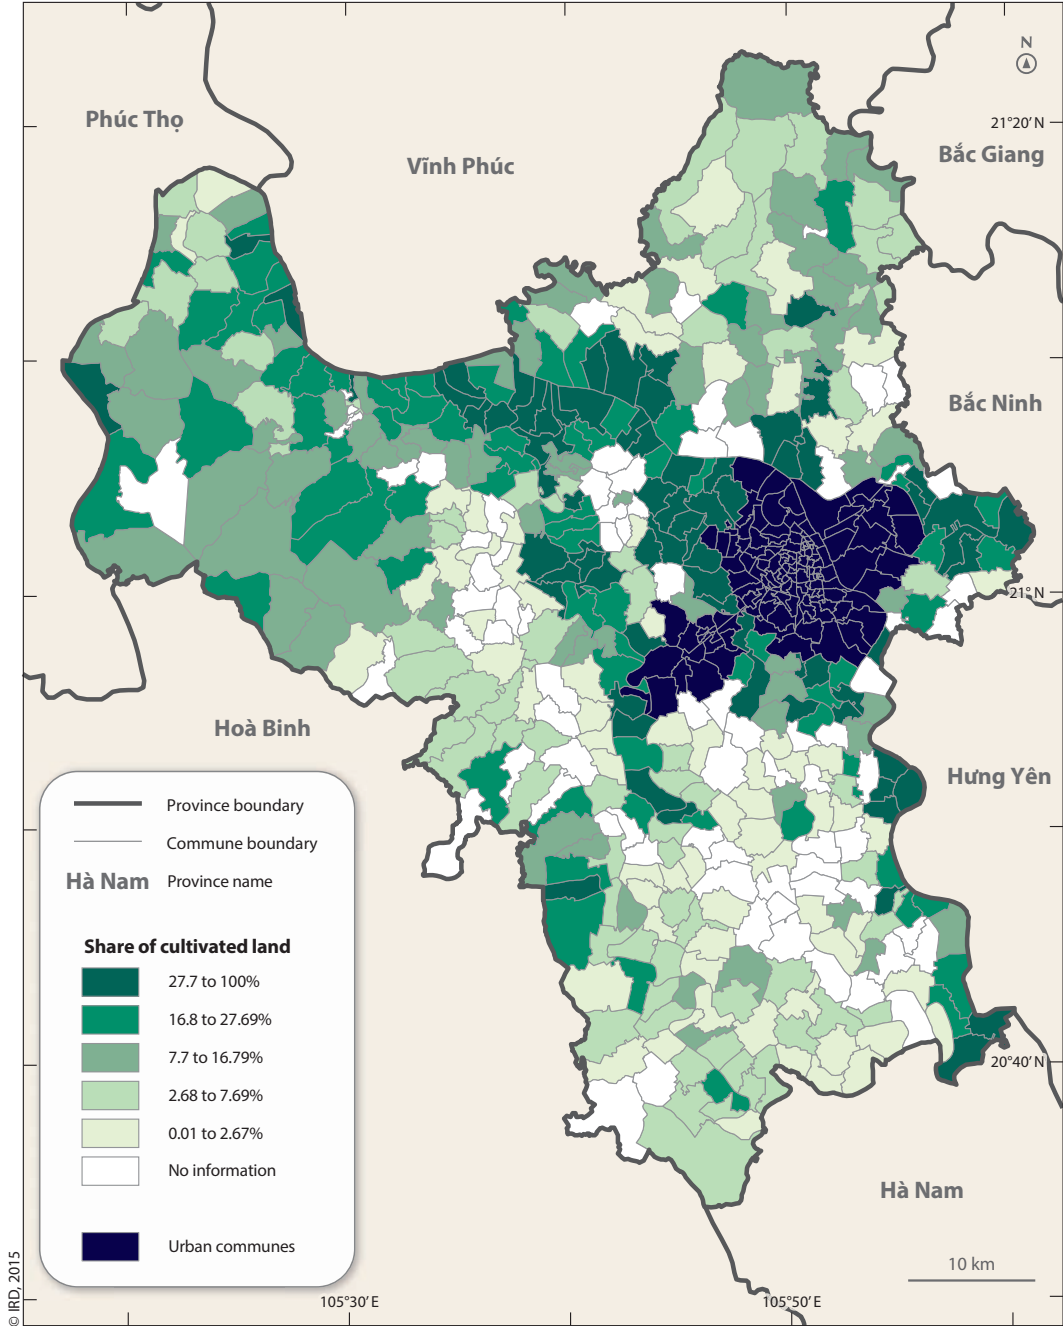 N
21°20′ N
Phúc Thọ
Vĩnh Phúc
Bắc Giang
Bắc Ninh
21° N
Hoà Binh
Hưng Yên
Province boundary
Commune boundary
Hà Nam Province name
Share of cultivated land
27.7 to 100%
16.8 to 27.69%
7.7 to 16.79%
2.68 to 7.69%
0.01 to 2.67%
No information
Urban communes
20°40′ N
Hà Nam
10 km
105°30′ E
105°50′ E
© IRD, 2015